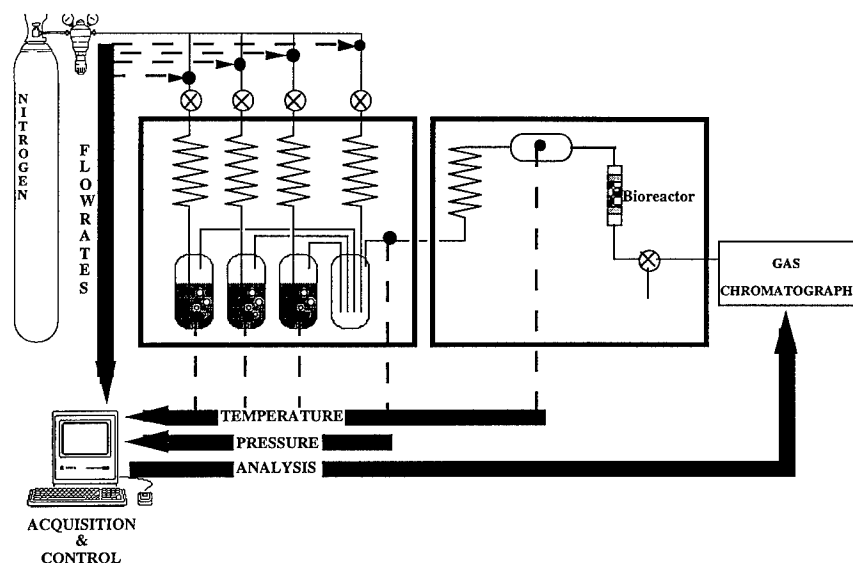 NITROGEN
FLOWRATES
Bioreactor
GAS
CHROMATOGRAPH
TEMPERATURE
PRESSURE
ANALYSIS
ACQUISITION
&
CONTROL